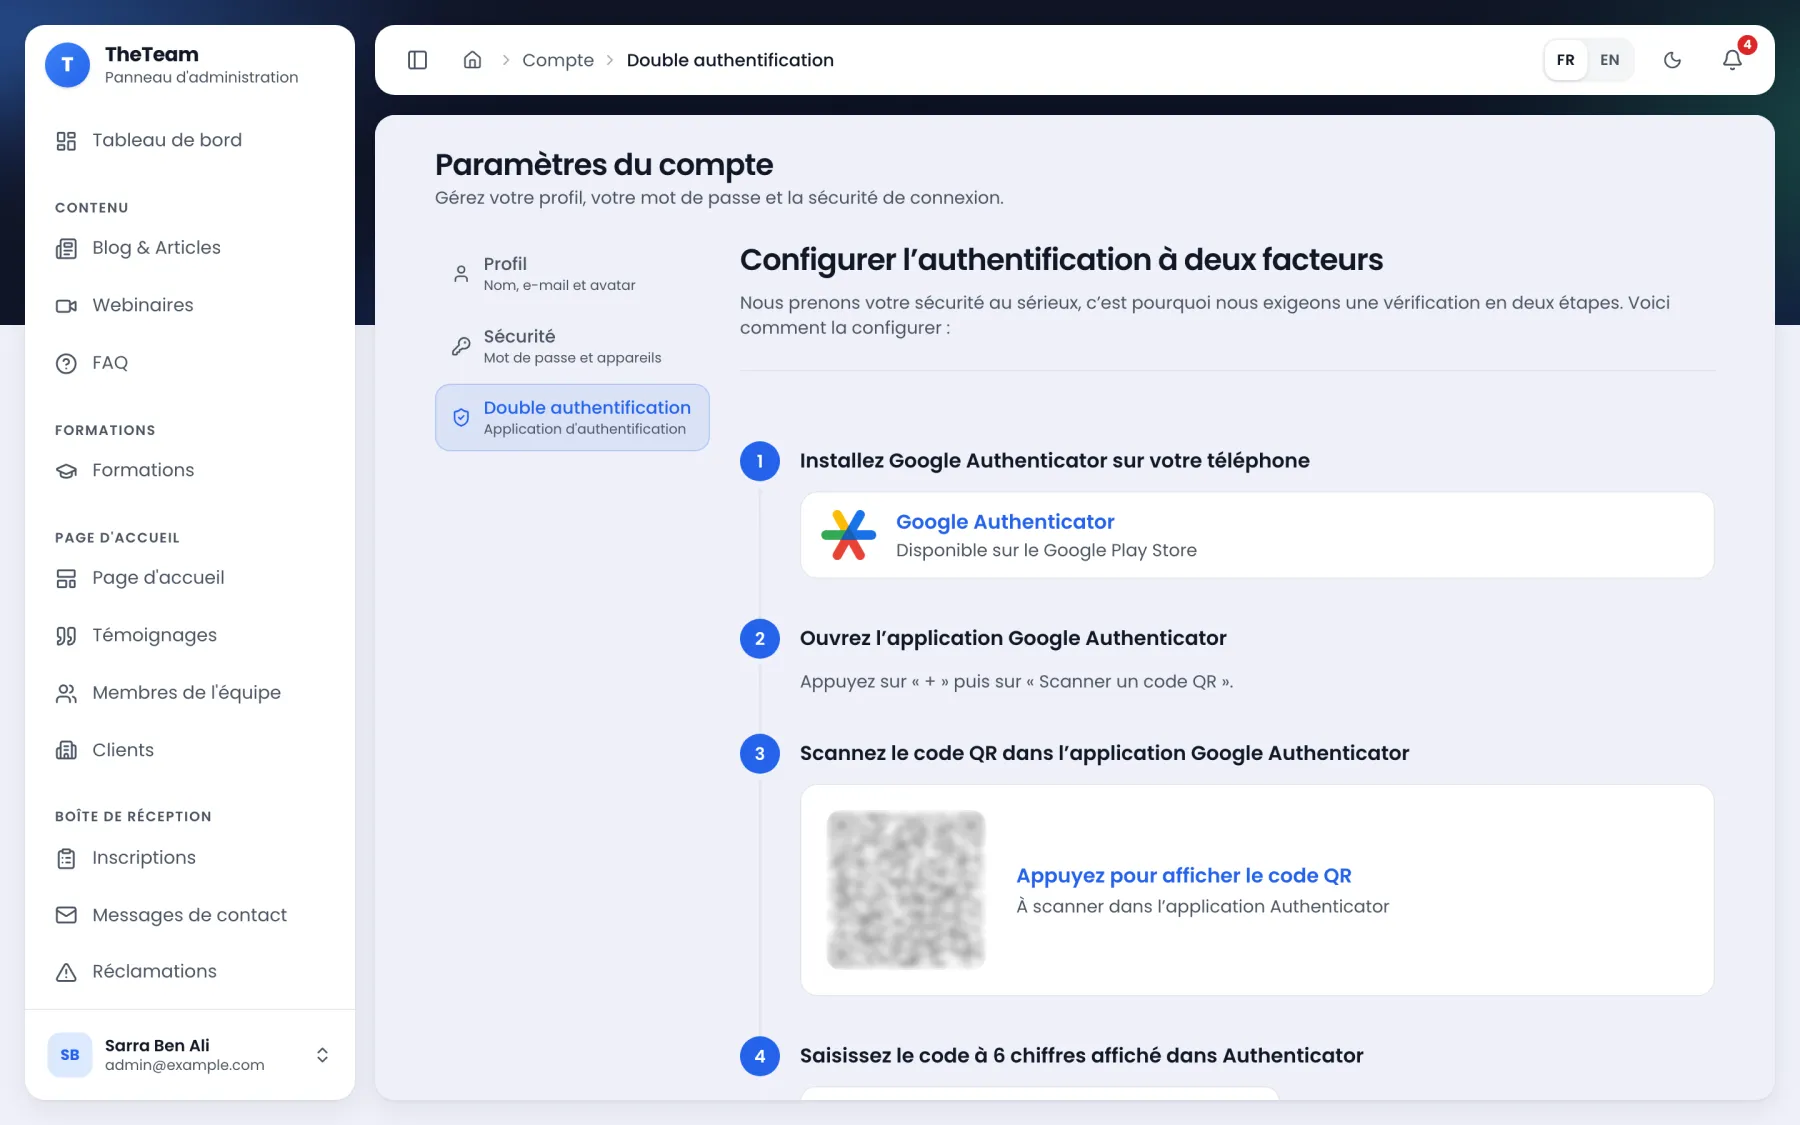 T
TheTeam
Panneau d'administration
Tableau de bord
CONTENU
Blog & Articles
Webinaires
FAQ
FORMATIONS
Formations
PAGE D'ACCUEIL
Page d'accueil
Témoignages
Membres de l'équipe
Clients
BOÎTE DE RÉCEPTION
Inscriptions
Messages de contact
Réclamations
SB
Sarra Ben Ali
admin@example.com
Compte
Double authentification
FR
EN
4
Paramètres du compte
Gérez votre profil, votre mot de passe et la sécurité de connexion.
Profil
Nom, e-mail et avatar
Sécurité
Mot de passe et appareils
Double authentification
Application d'authentification
Configurer l’authentification à deux facteurs
Nous prenons votre sécurité au sérieux, c’est pourquoi nous exigeons une vérification en deux étapes. Voici
comment la configurer :
1
Installez Google Authenticator sur votre téléphone
Google Authenticator
Disponible sur le Google Play Store
2
Ouvrez l’application Google Authenticator
Appuyez sur « + » puis sur « Scanner un code QR ».
3
Scannez le code QR dans l’application Google Authenticator
Appuyez pour afficher le code QR
À scanner dans l’application Authenticator
4
Saisissez le code à 6 chiffres affiché dans Authenticator